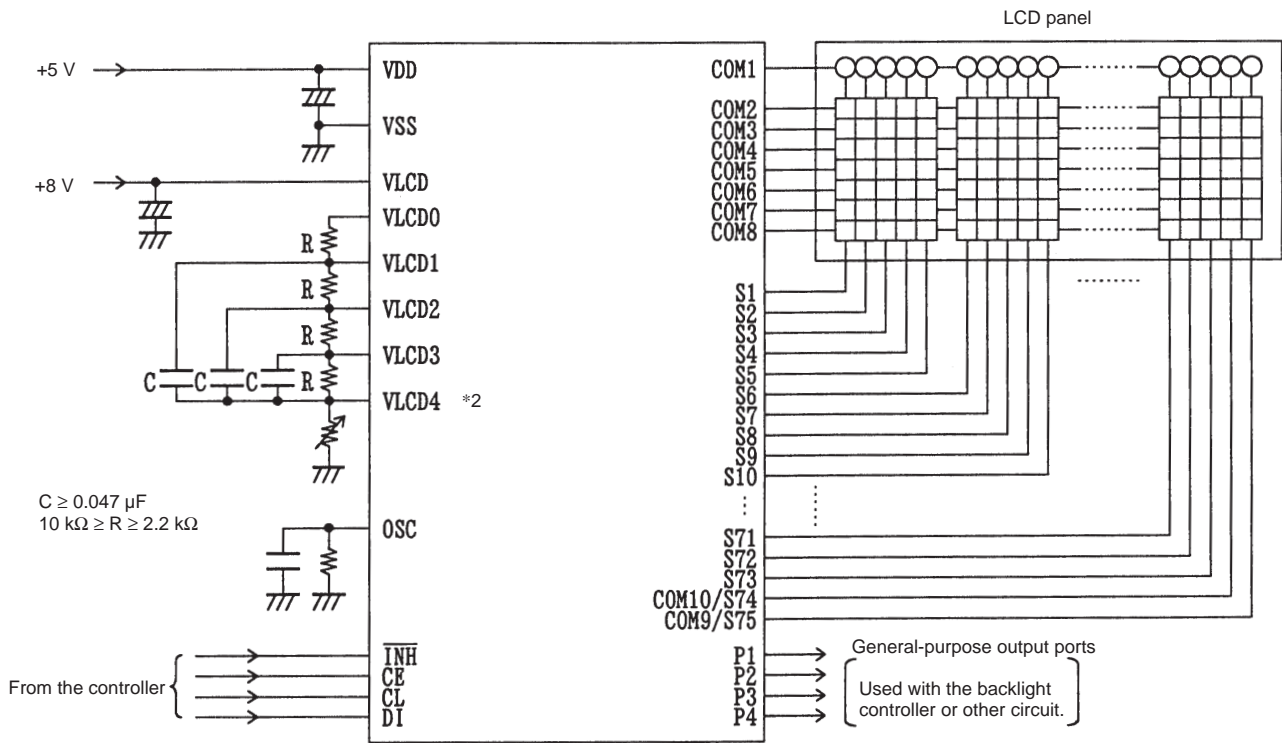 LCD panel
+5 V
VDD
COM1
VSS
COM2
COM3
COM4
COM5
COM6
COM7
COM8
+8 V
VLCD
VLCD0
R
VLCD1
R
VLCD2
R
VLCD3
C
C
C
R
VLCD4
*2
S1
S2
S3
S4
S5
S6
S7
S8
S9
S10
C ≥ 0.047 μF
10 kΩ ≥ R ≥ 2.2 kΩ
OSC
S71
S72
S73
COM10/S74
COM9/S75
From the controller
INH
CE
CL
DI
P1
P2
P3
P4
General-purpose output ports
Used with the backlight
controller or other circuit.